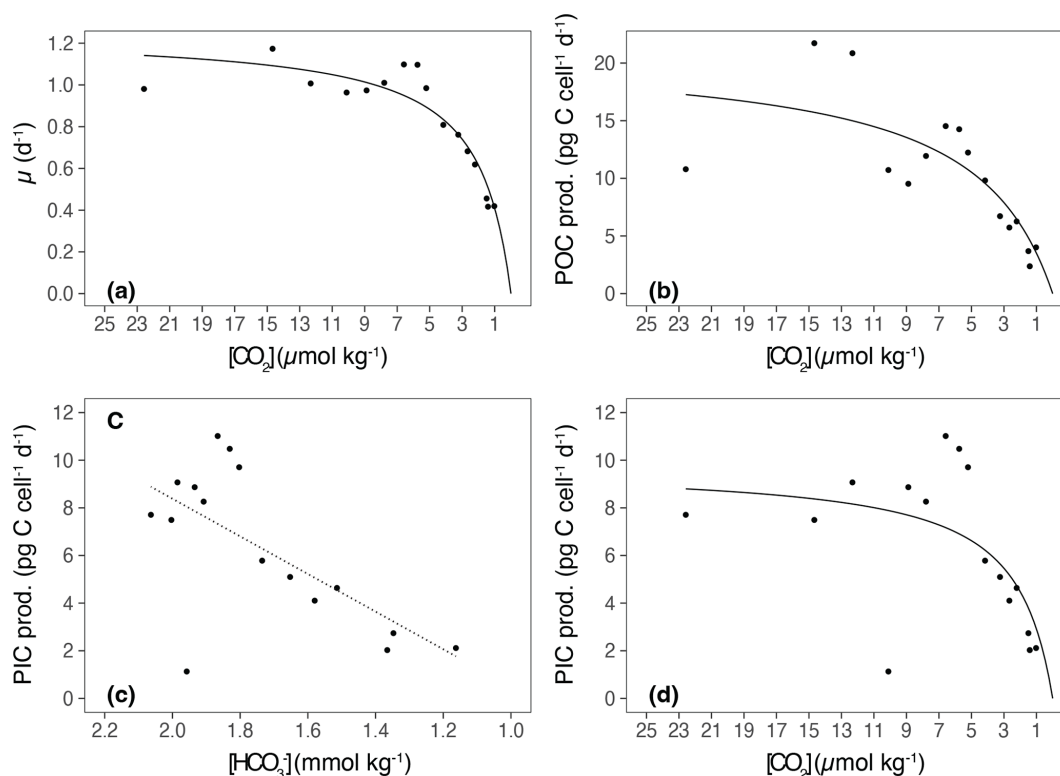 1.2
1.0
0.8
0.6
0.4
0.2
0.0
µ (d⁻¹)
(a)
25 23 21 19 17 15 13 11 9 7 5 3 1
[CO₂] (µmol kg⁻¹)
20
15
10
5
0
POC prod. (pg C cell⁻¹ d⁻¹)
(b)
25 23 21 19 17 15 13 11 9 7 5 3 1
[CO₂] (µmol kg⁻¹)
C
12
10
8
6
4
2
0
PIC prod. (pg C cell⁻¹ d⁻¹)
(c)
2.2 2.0 1.8 1.6 1.4 1.2 1.0
[HCO₃⁻] (mmol kg⁻¹)
12
10
8
6
4
2
0
PIC prod. (pg C cell⁻¹ d⁻¹)
(d)
25 23 21 19 17 15 13 11 9 7 5 3 1
[CO₂] (µmol kg⁻¹)